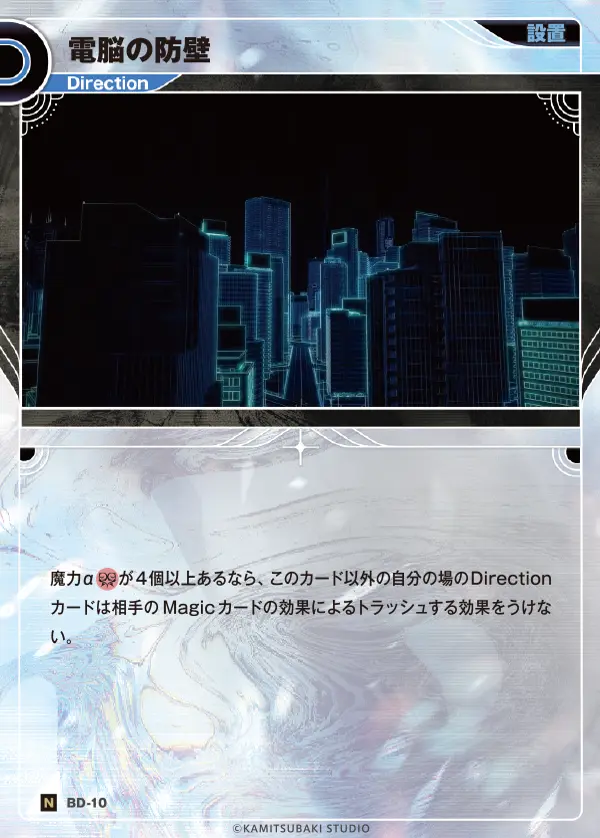 電脳の防壁
設置
Direction
魔力α が4個以上あるなら、このカード以外の自分の場のDirection
カードは相手のMagicカードの効果によるトラッシュする効果をうけな
い。
N BD-10
©KAMITSUBAKI STUDIO